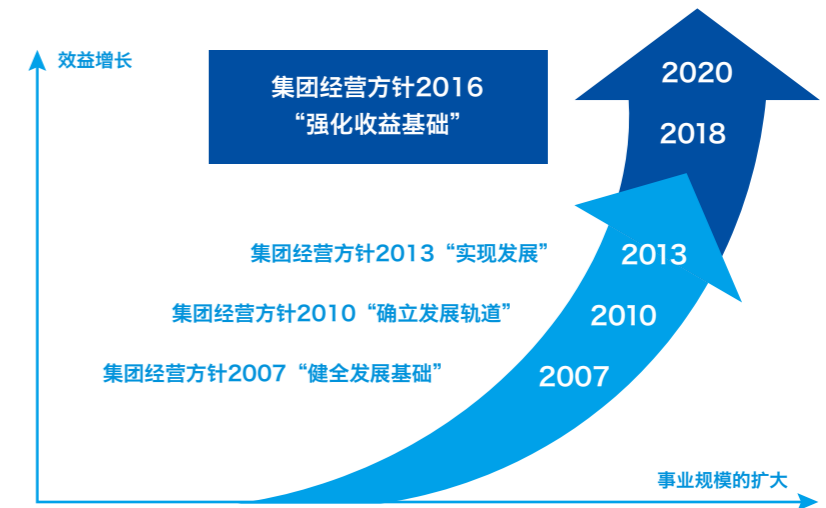 效益增长
集团经营方针2016
“强化收益基础”
2020
2018
集团经营方针2013“实现发展”
2013
集团经营方针2010“确立发展轨道”
2010
集团经营方针2007“健全发展基础”
2007
事业规模的扩大